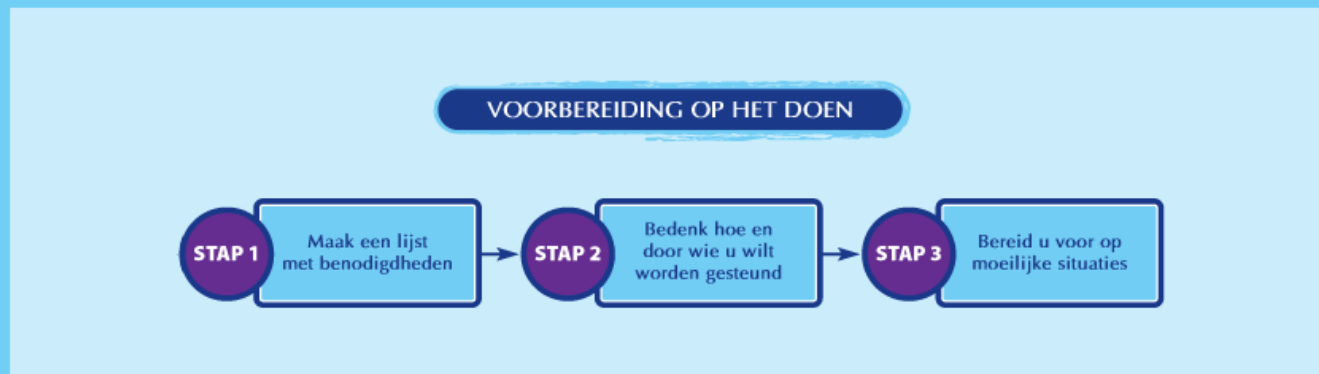 VOORBEREIDING OP HET DOEN
STAP 1
Maak een lijst
met benodigdheden
STAP 2
Bedenk hoe en
door wie u wilt
worden gesteund
STAP 3
Bereid u voor op
moeilijke situaties